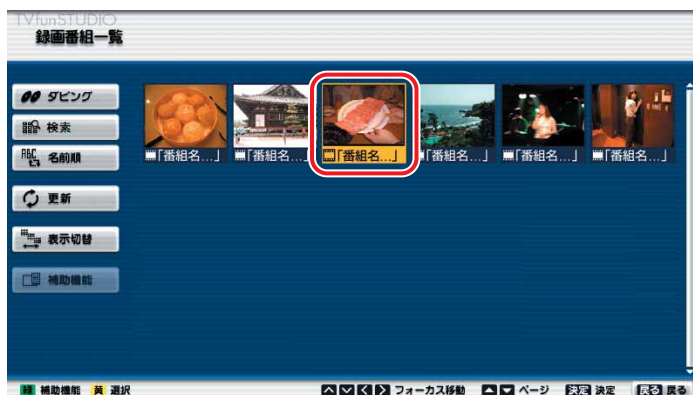 TVfunSTUDIO
録画番組一覧
ダビング
検索
名前順
更新
表示切替
補助機能
「番組名...」 「番組名...」 「番組名...」 「番組名...」 「番組名...」 「番組名...」
緑 補助機能 黄 選択 フォーカス移動 ページ 決定 決定 戻る 戻る